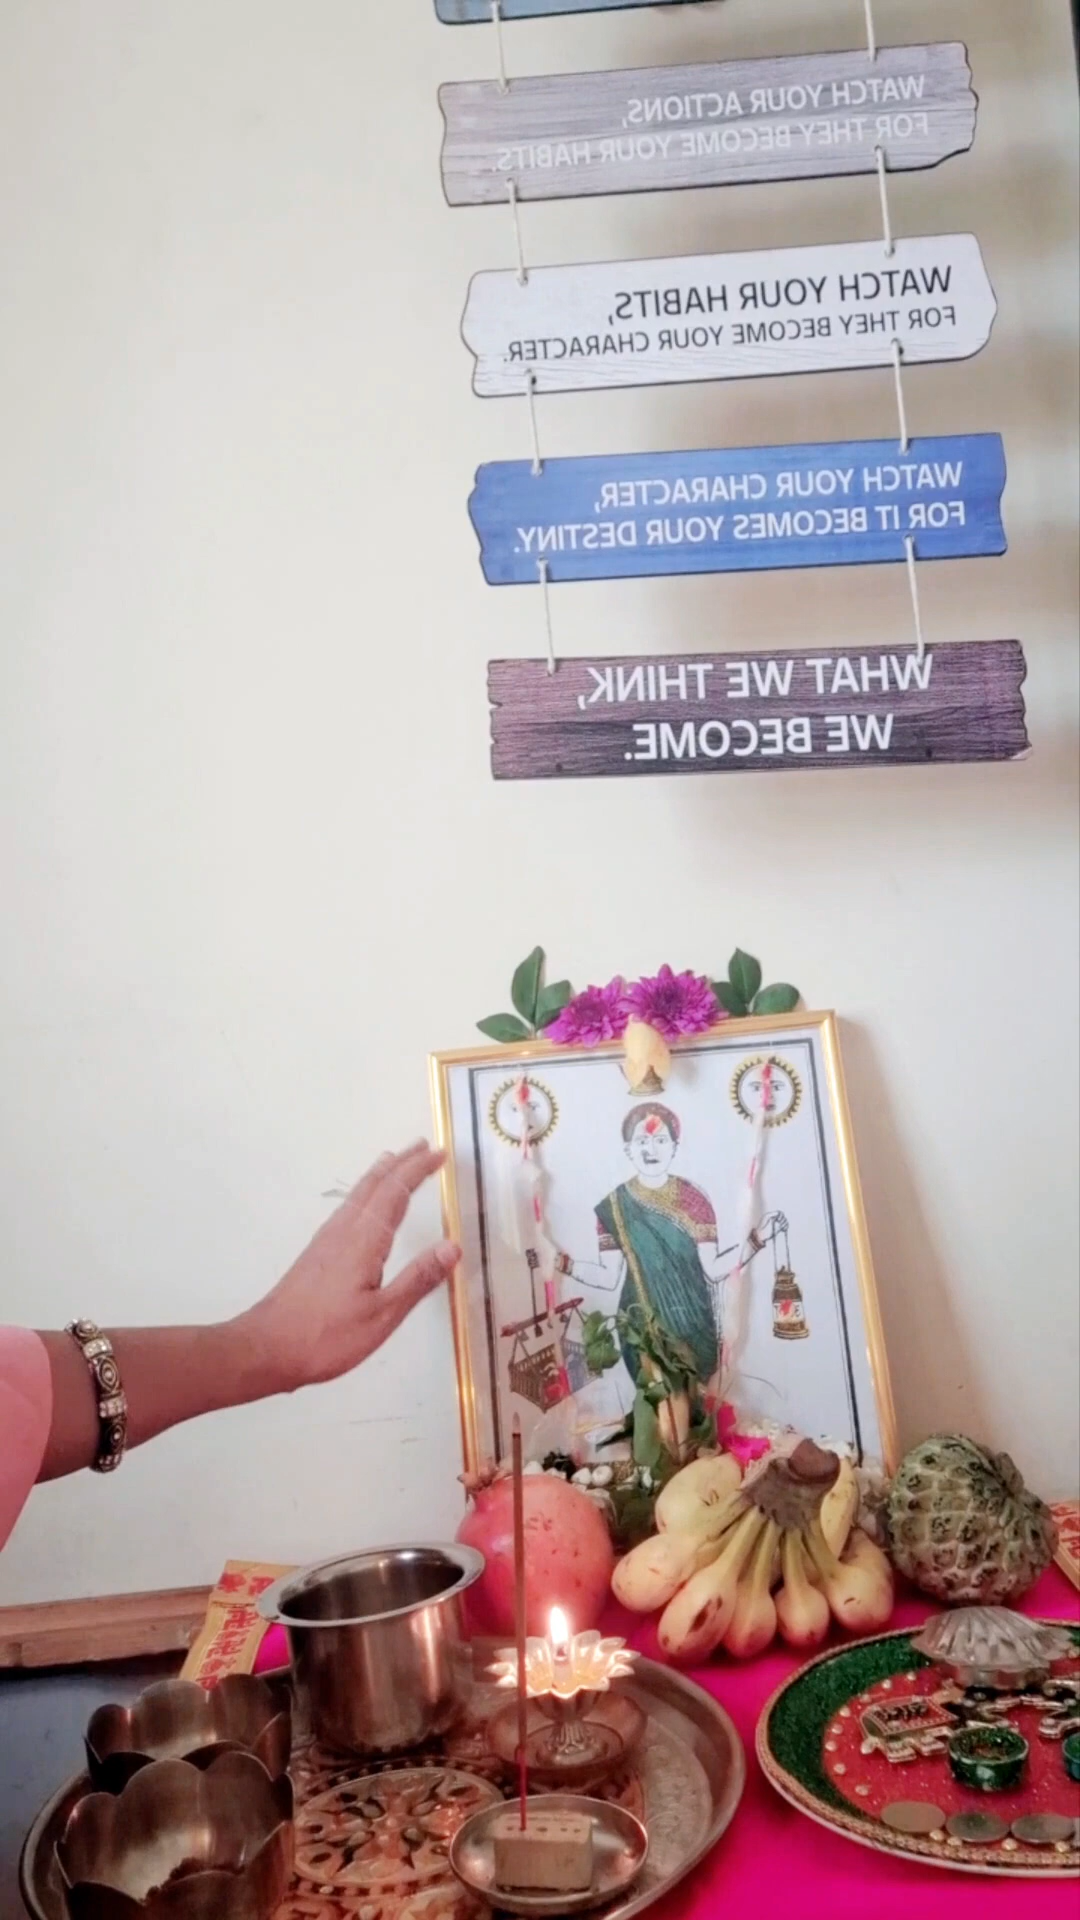 WATCH YOUR ACTIONS,
FOR THEY BECOME YOUR HABITS.
WATCH YOUR HABITS,
FOR THEY BECOME YOUR CHARACTER.
WATCH YOUR CHARACTER,
FOR IT BECOMES YOUR DESTINY.
WHAT WE THINK,
WE BECOME.